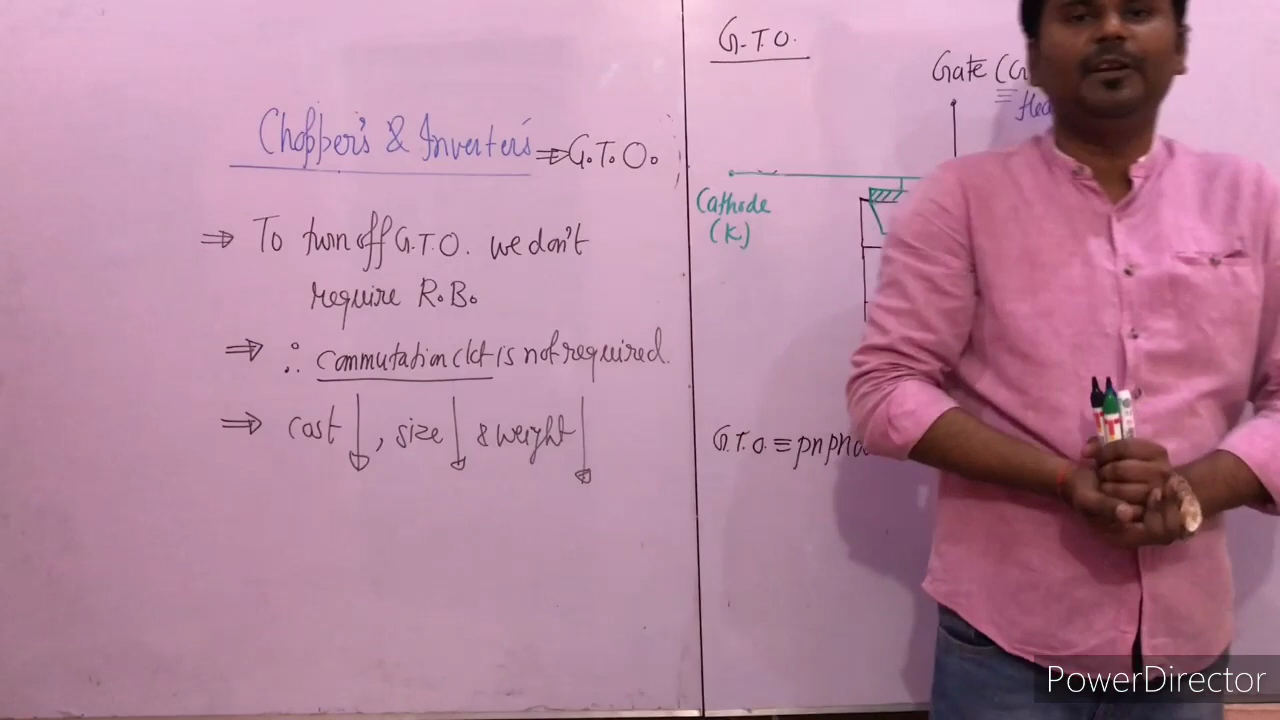 Chopper's & Inverter's ⇒ G.T.O.
⇒ To turn off G.T.O. we don't
require R.B.
⇒ ∴ commutation ckt is not required.
⇒ cost ↓, size ↓ & weight ↓
G.T.O.
Gate (G
Cathode
(K)
G.T.O. ≡ pnpn
PowerDirector